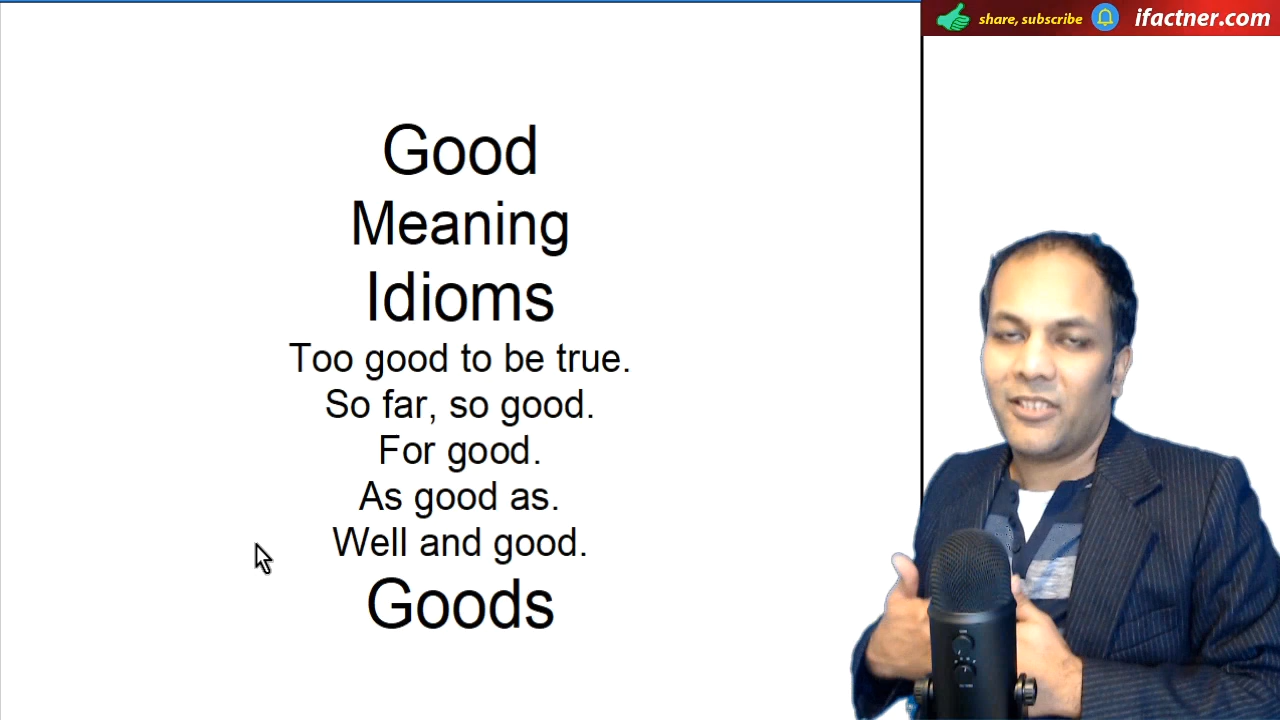 share, subscribe ifactner.com
Good
Meaning
Idioms
Too good to be true.
So far, so good.
For good.
As good as.
Well and good.
Goods